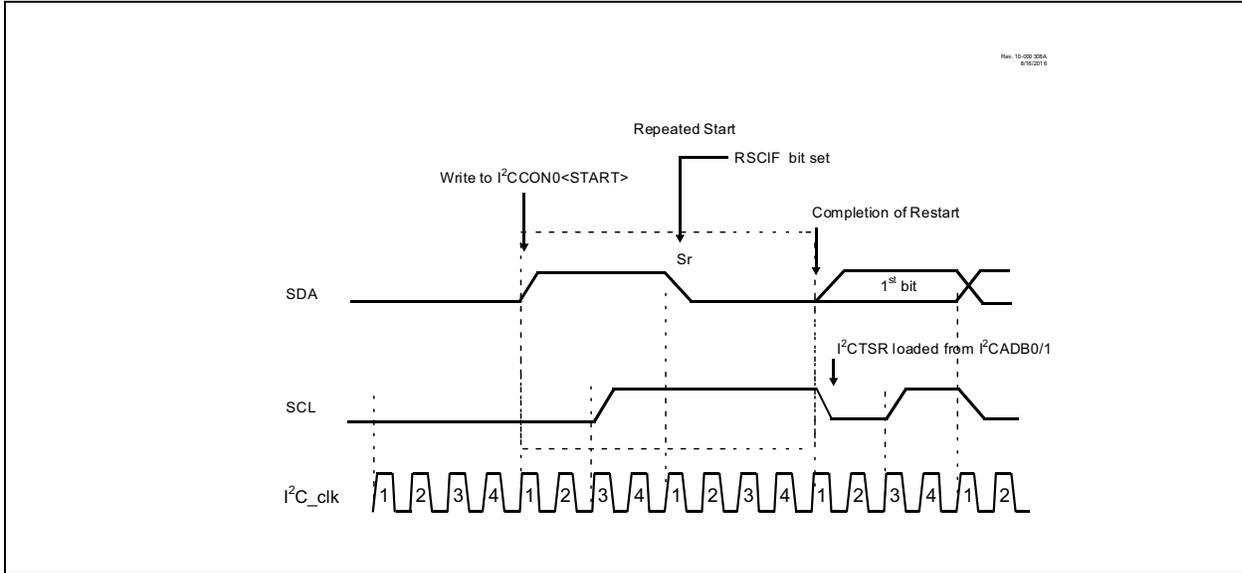 Rev. 10-000 308A
8/16/2016
Repeated Start
RSCIF bit set
Write to I²CCON0<START>
Completion of Restart
Sr
SDA
1st bit
I²CTSR loaded from I²CADB0/1
SCL
I²C_clk
1 2 3 4 1 2 3 4 1 2 3 4 1 2 3 4 1 2